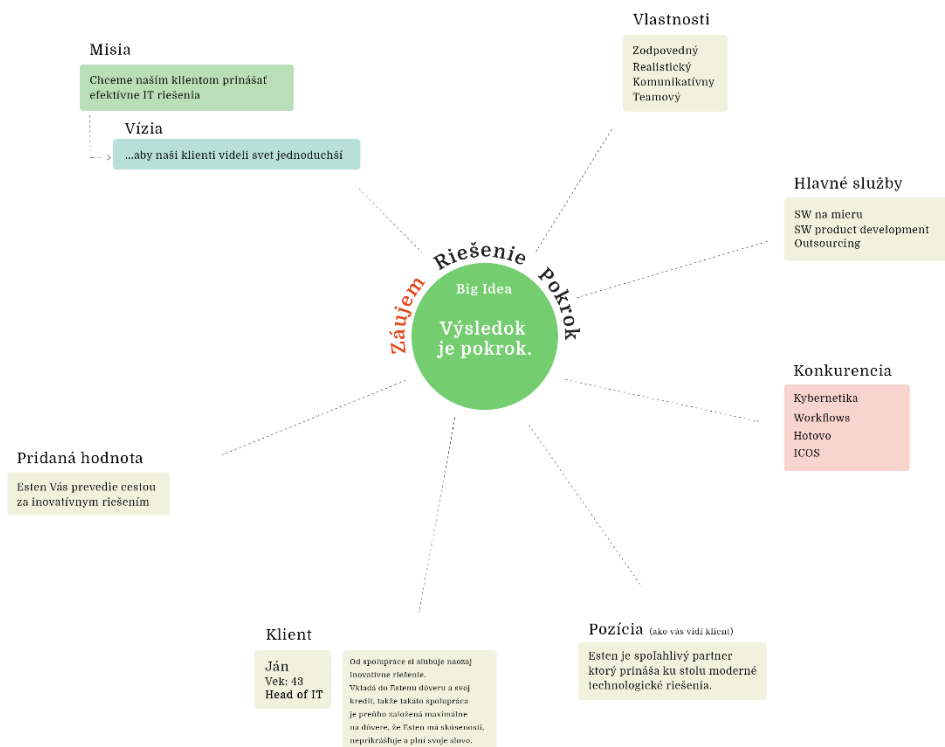 Misia
Chceme naším klientom prinášať
efektívne IT riešenia
Vízia
...aby naši klienti videli svet jednoduchší
Vlastnosti
Zodpovedný
Realistický
Komunikatívny
Teamový
Hlavné služby
SW na mieru
SW product development
Outsourcing
Záujem Riešenie Pokrok
Big Idea
Výsledok
je pokrok.
Konkurencia
Kybernetika
Workflows
Hotovo
ICOS
Pridaná hodnota
Esten Vás prevedie cestou
za inovatívnym riešením
Klient
Ján
Vek: 43
Head of IT
Od spolupráce si sľubuje naozaj
inovatívne riešenie.
Vkladá do Estenu dôveru a svoj
kredit, takže takáto spolupráca
je preňho založená maximálne
na dôvere, že Esten má skúsenosti,
neprikrášľuje a plní svoje slovo.
Pozícia (ako vás vidí klient)
Esten je spoľahlivý partner
ktorý prináša ku stolu moderné
technologické riešenia.